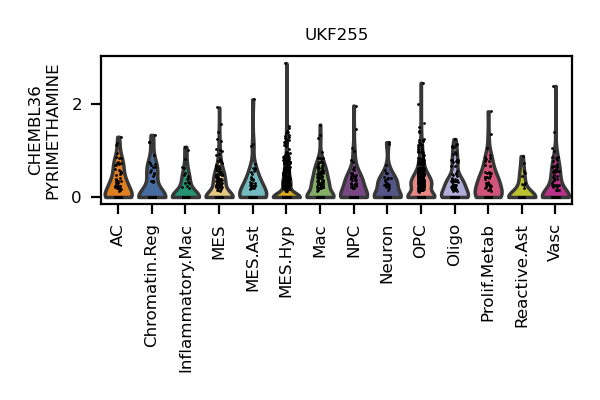 UKF255
CHEMBL36
PYRIMETHAMINE
2
0
AC
Chromatin.Reg
Inflammatory.Mac
MES
MES.Ast
MES.Hyp
Mac
NPC
Neuron
OPC
Oligo
Prolif.Metab
Reactive.Ast
Vasc